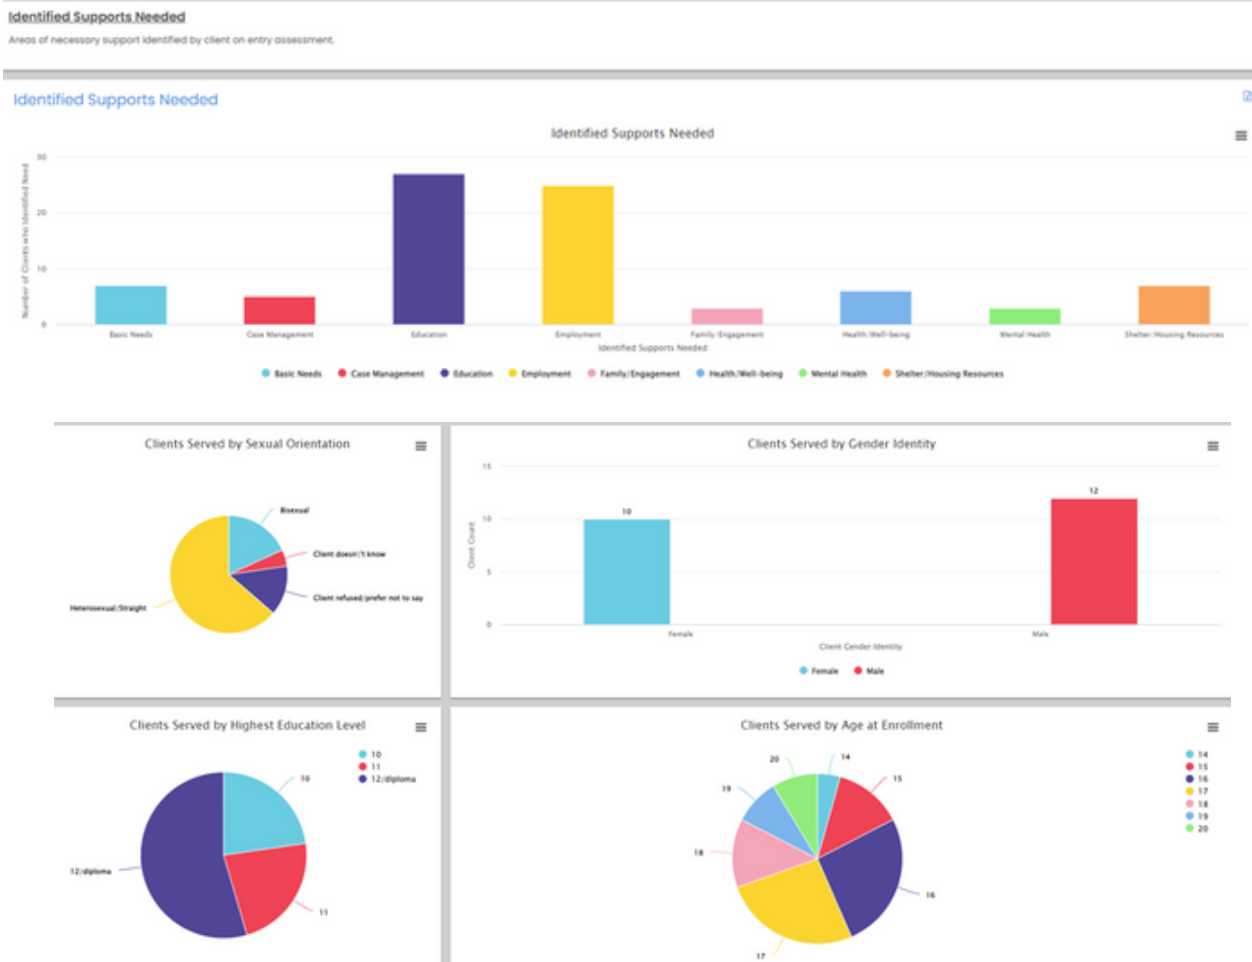 Identified Supports Needed
Areas of necessary support identified by client on entry assessment.
Identified Supports Needed
Identified Supports Needed
Number of Clients who Identified Need
30
20
10
0
Basic Needs
Case Management
Education
Employment
Family/Engagement
Health/Well-being
Mental Health
Shelter/Housing Resources
Identified Supports Needed
Basic Needs
Case Management
Education
Employment
Family/Engagement
Health/Well-being
Mental Health
Shelter/Housing Resources
Clients Served by Sexual Orientation
Bisexual
Client doesn\'t know
Client refused/prefer not to say
Heterosexual/Straight
Clients Served by Gender Identity
Client Count
15
10
5
0
10
12
Female
Male
Client Gender Identity
Female
Male
Clients Served by Highest Education Level
10
11
12/diploma
10
11
12/diploma
Clients Served by Age at Enrollment
14
15
16
17
18
19
20
14
15
16
17
18
19
20